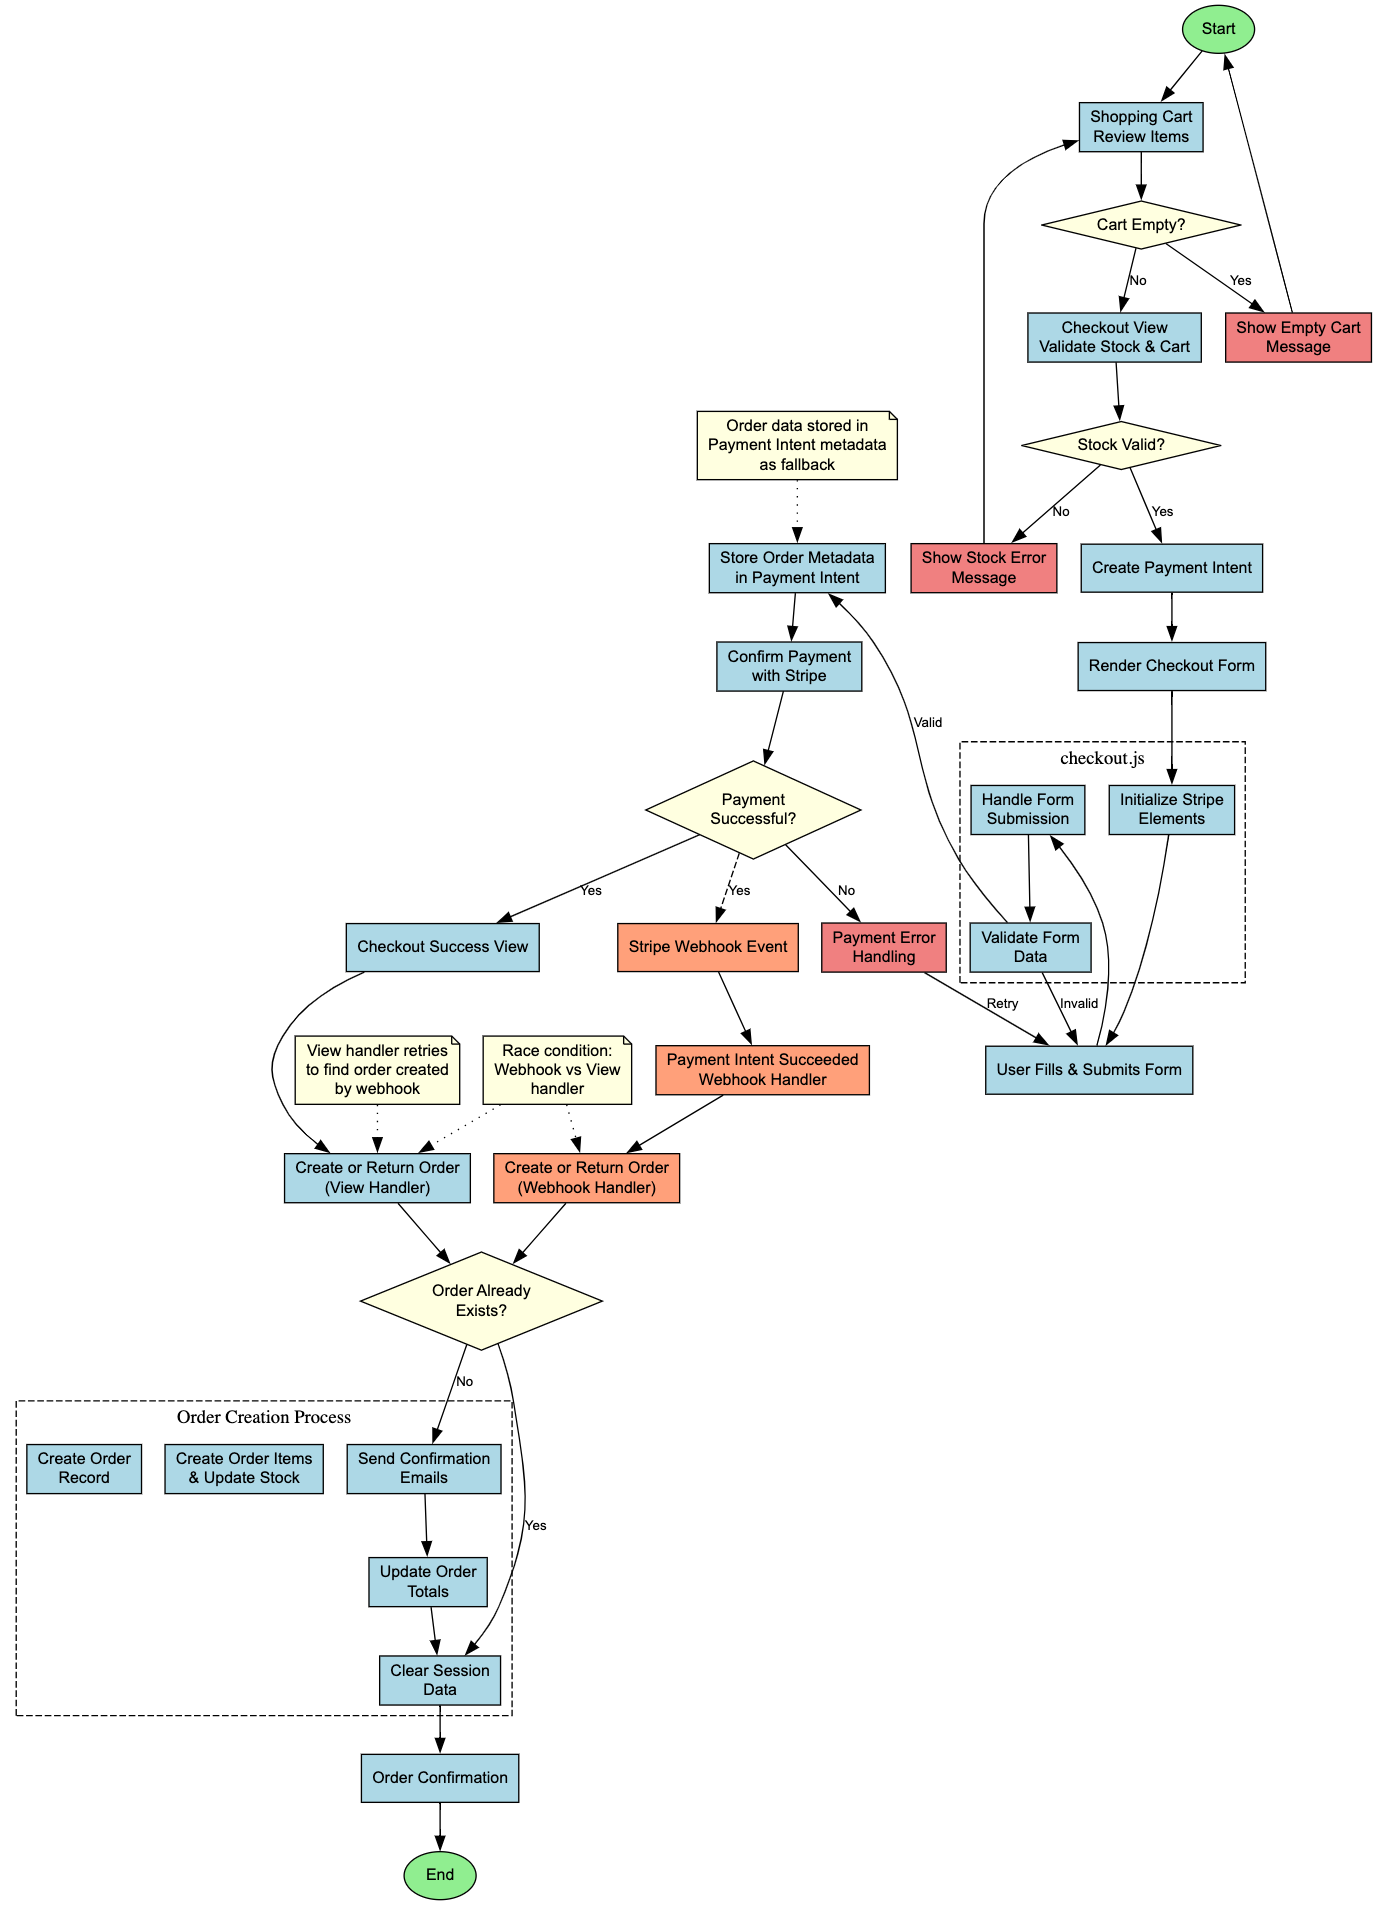 Start
Shopping Cart
Review Items
Cart Empty?
No
Yes
Checkout View
Validate Stock & Cart
Show Empty Cart
Message
Order data stored in
Payment Intent metadata
as fallback
Stock Valid?
No
Yes
Store Order Metadata
in Payment Intent
Show Stock Error
Message
Create Payment Intent
Confirm Payment
with Stripe
Render Checkout Form
Valid
checkout.js
Payment
Successful?
Handle Form
Submission
Initialize Stripe
Elements
Yes
Yes
No
Checkout Success View
Stripe Webhook Event
Payment Error
Handling
Validate Form
Data
Retry
Invalid
View handler retries
to find order created
by webhook
Race condition:
Webhook vs View
handler
Payment Intent Succeeded
Webhook Handler
User Fills & Submits Form
Create or Return Order
(View Handler)
Create or Return Order
(Webhook Handler)
Order Already
Exists?
No
Order Creation Process
Create Order
Record
Create Order Items
& Update Stock
Send Confirmation
Emails
Yes
Update Order
Totals
Clear Session
Data
Order Confirmation
End